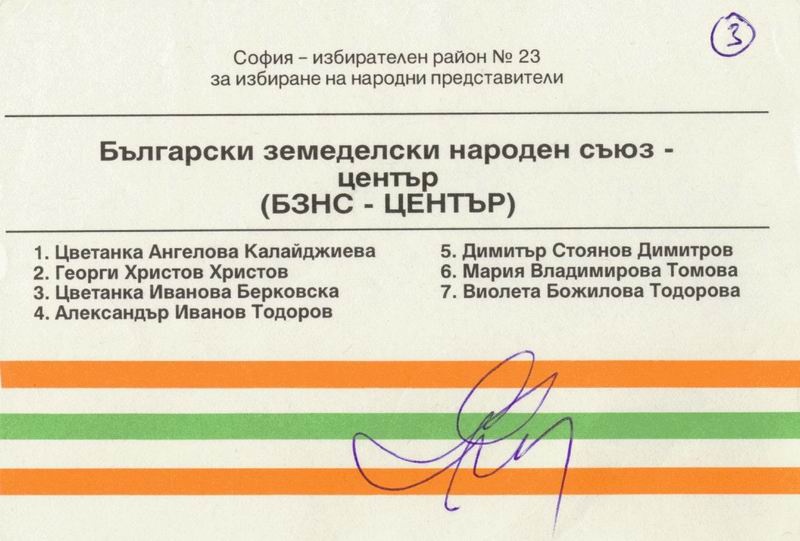 3
София – избирателен район № 23
за избиране на народни представители
Български земеделски народен съюз -
център
(БЗНС - ЦЕНТЪР)
1. Цветанка Ангелова Калайджиева
2. Георги Христов Христов
3. Цветанка Иванова Берковска
4. Александър Иванов Тодоров
5. Димитър Стоянов Димитров
6. Мария Владимирова Томова
7. Виолета Божилова Тодорова